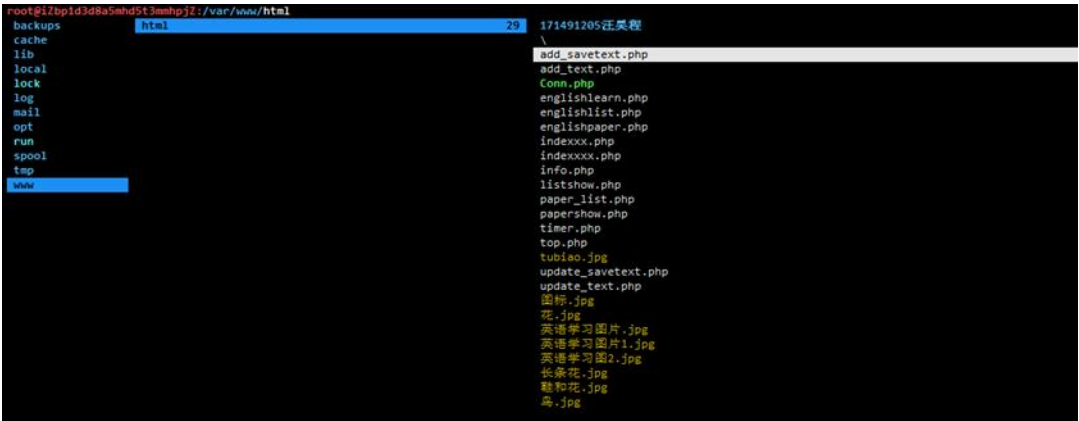 root@iZbp1d3d8a5mhd5t3mmhpjZ:/var/www/html
backups
cache
lib
local
lock
log
mail
opt
run
spool
tmp
www
html 29
171491205汪昊程
\
add_savetext.php
add_text.php
Conn.php
englishlearn.php
englishlist.php
englishpaper.php
indexxx.php
indexxxx.php
info.php
listshow.php
paper_list.php
papershow.php
timer.php
top.php
tubiao.jpg
update_savetext.php
update_text.php
图标.jpg
花.jpg
英语学习图片.jpg
英语学习图片1.jpg
英语学习图2.jpg
长条花.jpg
鞋和花.jpg
鸟.jpg